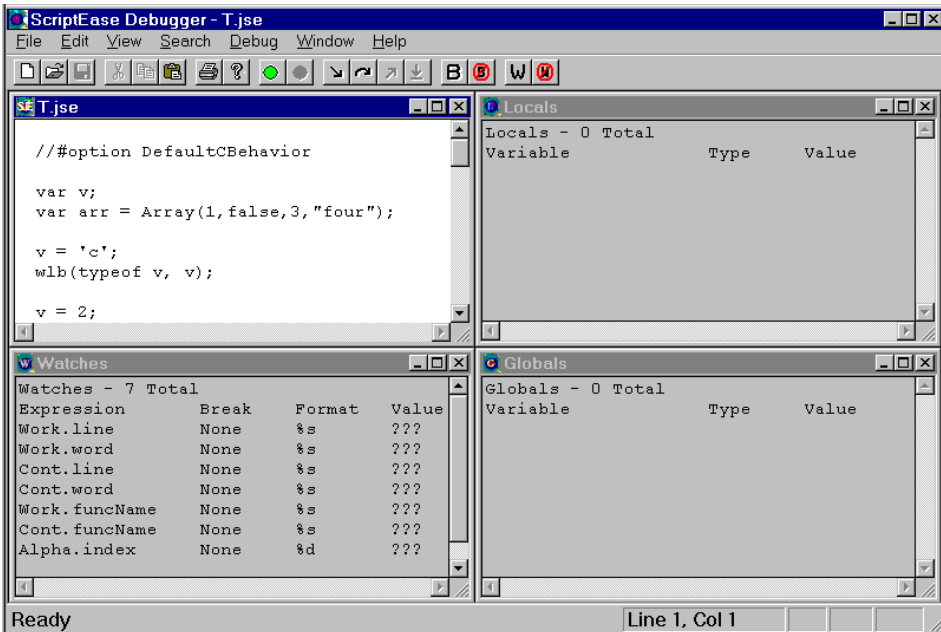 ScriptEase Debugger - T.jse
File Edit View Search Debug Window Help
B B W W
T.jse
//#option DefaultCBehavior
var v;
var arr = Array(1,false,3,"four");
v = 'c';
wlb(typeof v, v);
v = 2;
Locals
Locals - 0 Total
Variable Type Value
Watches
Watches - 7 Total
Expression Break Format Value
Work.line None %s ???
Work.word None %s ???
Cont.line None %s ???
Cont.word None %s ???
Work.funcName None %s ???
Cont.funcName None %s ???
Alpha.index None %d ???
Globals
Globals - 0 Total
Variable Type Value
Ready Line 1, Col 1